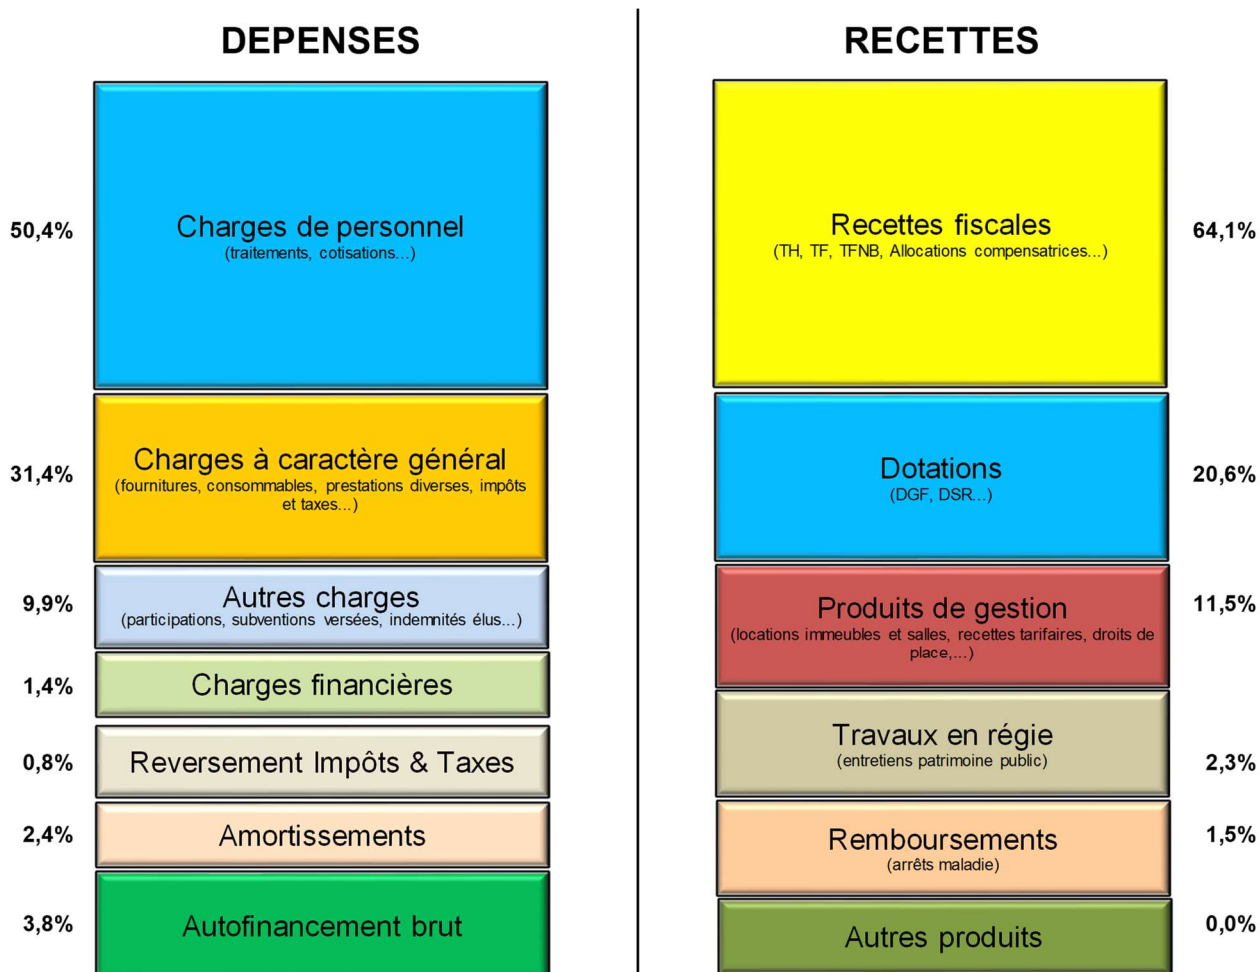 DEPENSES
50,4%
Charges de personnel
(traitements, cotisations...)
31,4%
Charges à caractère général
(fournitures, consommables, prestations diverses, impôts
et taxes...)
9,9%
Autres charges
(participations, subventions versées, indemnités élus...)
1,4%
Charges financières
0,8%
Reversement Impôts & Taxes
2,4%
Amortissements
3,8%
Autofinancement brut
RECETTES
Recettes fiscales
(TH, TF, TFNB, Allocations compensatrices...)
64,1%
Dotations
(DGF, DSR...)
20,6%
Produits de gestion
(locations immeubles et salles, recettes tarifaires, droits de
place,...)
11,5%
Travaux en régie
(entretiens patrimoine public)
2,3%
Remboursements
(arrêts maladie)
1,5%
Autres produits
0,0%